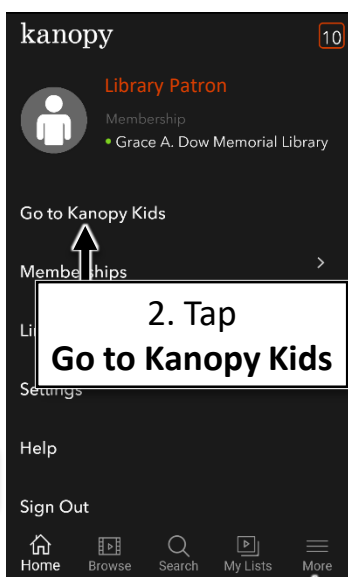 kanopy
10
Library Patron
Membership
Grace A. Dow Memorial Library
Go to Kanopy Kids
Memberships
2. Tap
Go to Kanopy Kids
Settings
Help
Sign Out
Home Browse Search My Lists More